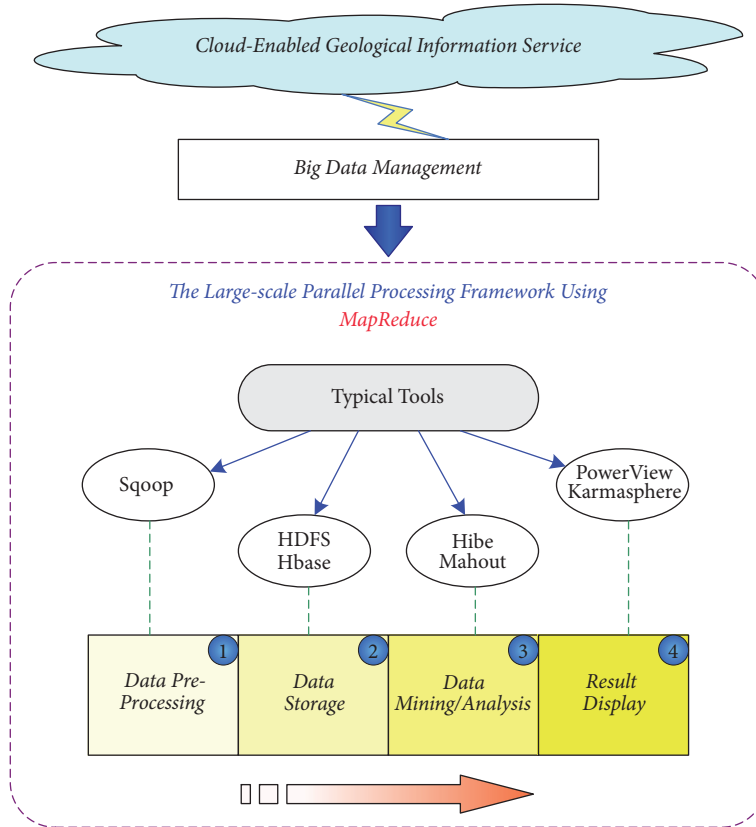 Cloud-Enabled Geological Information Service
Big Data Management
The Large-scale Parallel Processing Framework Using
MapReduce
Typical Tools
Sqoop
HDFS
Hbase
Hibe
Mahout
PowerView
Karmasphere
1
Data Pre-
Processing
2
Data
Storage
3
Data
Mining/Analysis
4
Result
Display